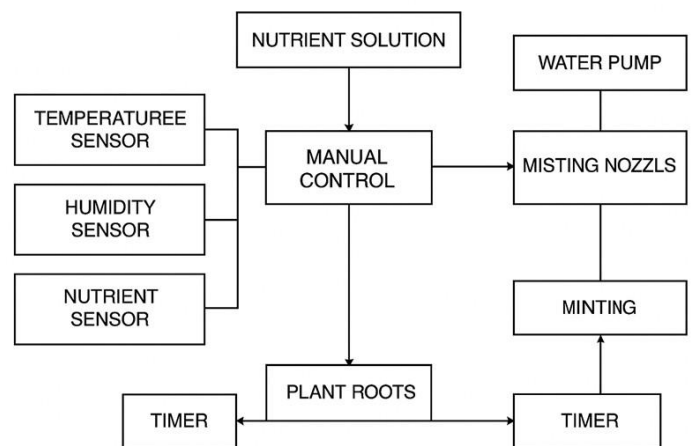 NUTRIENT SOLUTION
WATER PUMP
TEMPERATUREE
SENSOR
MANUAL
CONTROL
MISTING NOZZLS
HUMIDITY
SENSOR
NUTRIENT
SENSOR
MINTING
PLANT ROOTS
TIMER
TIMER